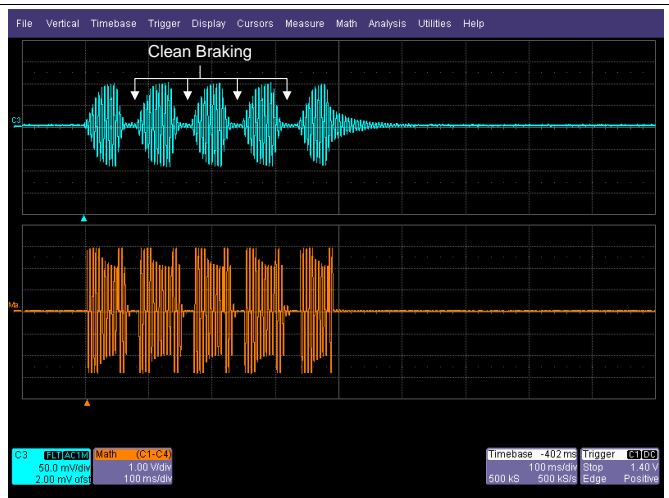 File Vertical Timebase Trigger Display Cursors Measure Math Analysis Utilities Help
Clean Braking
C3
Ma
C3 FLT AC1M
50.0 mV/div
2.00 mV ofst
Math (C1-C4)
1.00 V/div
100 ms/div
Timebase -402 ms
100 ms/div
500 kS 500 kS/s
Trigger C1 DC
Stop 1.40 V
Edge Positive